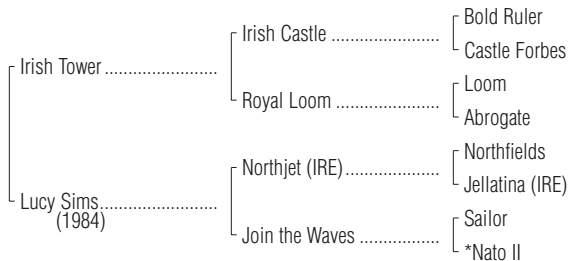 Bold Ruler
Irish Castle ......................
Castle Forbes
Irish Tower .......................
Loom
Royal Loom .....................
Abrogate
Northfields
Northjet (IRE)...................
Jellatina (IRE)
Lucy Sims........................
(1984)
Sailor
Join the Waves ................
*Nato II